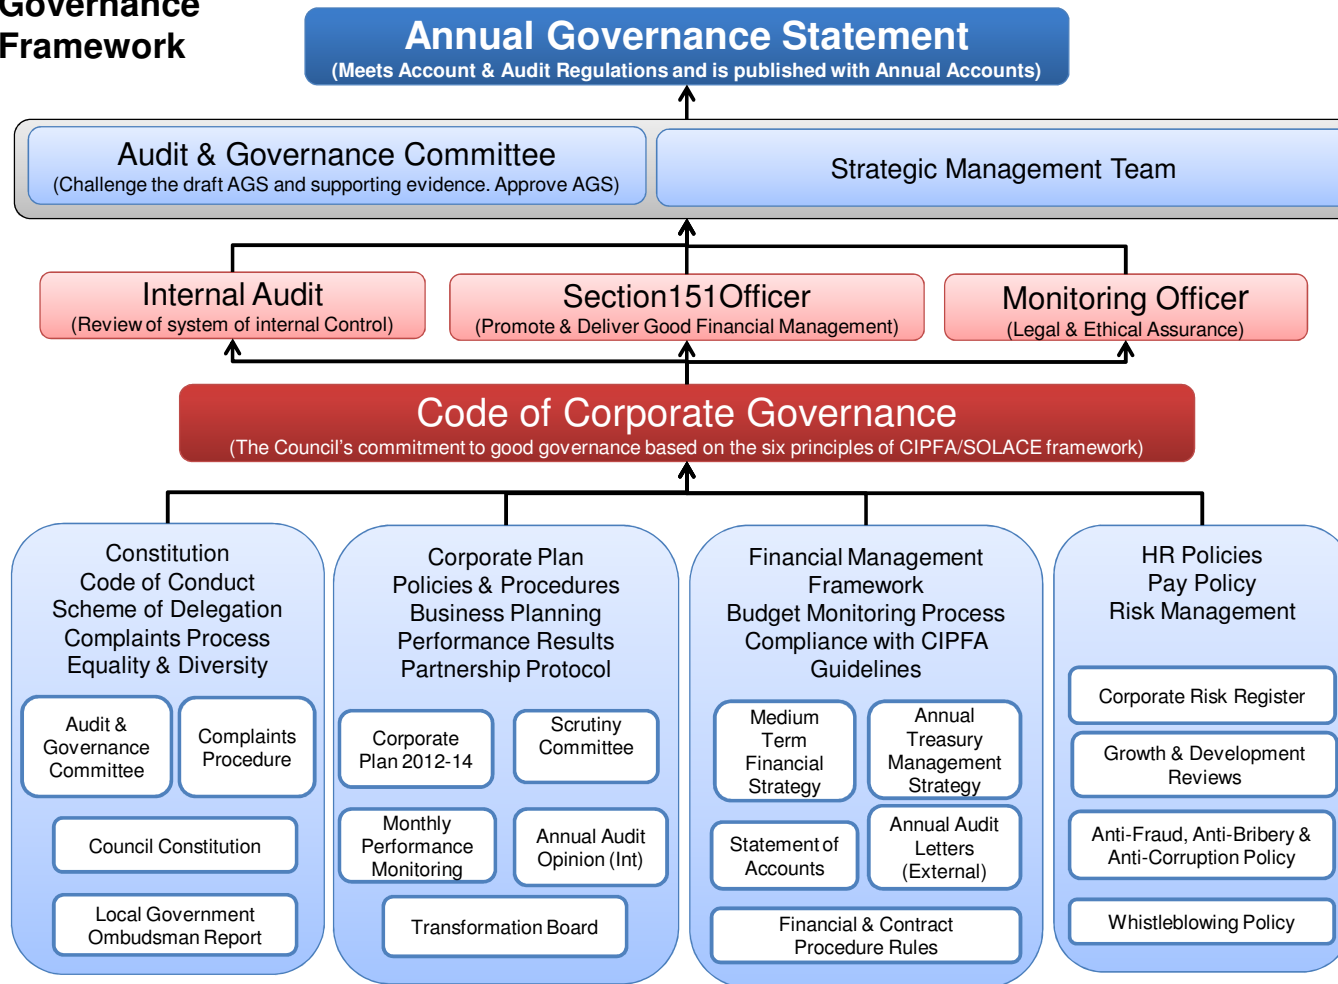 Governance
Framework
Annual Governance Statement
(Meets Account & Audit Regulations and is published with Annual Accounts)
Audit & Governance Committee
(Challenge the draft AGS and supporting evidence. Approve AGS)
Strategic Management Team
Internal Audit
(Review of system of internal Control)
Section151Officer
(Promote & Deliver Good Financial Management)
Monitoring Officer
(Legal & Ethical Assurance)
Code of Corporate Governance
(The Council's commitment to good governance based on the six principles of CIPFA/SOLACE framework)
Constitution
Code of Conduct
Scheme of Delegation
Complaints Process
Equality & Diversity
Audit &
Governance
Committee
Complaints
Procedure
Council Constitution
Local Government
Ombudsman Report
Corporate Plan
Policies & Procedures
Business Planning
Performance Results
Partnership Protocol
Corporate
Plan 2012-14
Scrutiny
Committee
Monthly
Performance
Monitoring
Annual Audit
Opinion (Int)
Transformation Board
Financial Management
Framework
Budget Monitoring Process
Compliance with CIPFA
Guidelines
Medium
Term
Financial
Strategy
Annual
Treasury
Management
Strategy
Statement of
Accounts
Annual Audit
Letters
(External)
Financial & Contract
Procedure Rules
HR Policies
Pay Policy
Risk Management
Corporate Risk Register
Growth & Development
Reviews
Anti-Fraud, Anti-Bribery &
Anti-Corruption Policy
Whistleblowing Policy